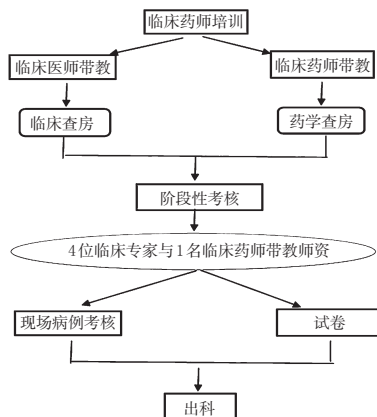 临床药师培训
临床医师带教
临床药师带教
临床查房
药学查房
阶段性考核
4位临床专家与1名临床药师带教师资
现场病例考核
试卷
出科